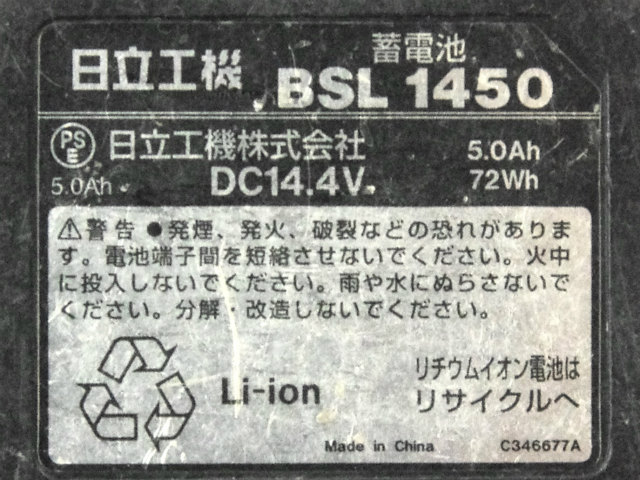 日立工機
蓄電池
BSL 1450
PS
E
日立工機株式会社
5.0Ah
5.0Ah
DC14.4V
72Wh
⚠警告 ●発煙、発火、破裂などの恐れがありま
す。電池端子間を短絡させないでください。火中
に投入しないでください。雨や水にぬらさないで
ください。分解・改造しないでください。
Li-ion
リチウムイオン電池は
リサイクルへ
Made in China
C346677A